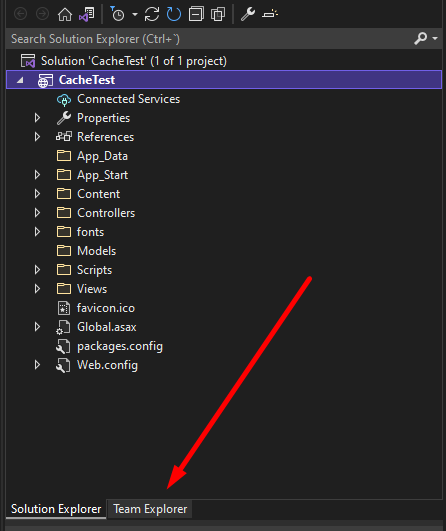 Search Solution Explorer (Ctrl+`)
Solution 'CacheTest' (1 of 1 project)
CacheTest
Connected Services
Properties
References
App_Data
App_Start
Content
Controllers
fonts
Models
Scripts
Views
favicon.ico
Global.asax
packages.config
Web.config
Solution Explorer Team Explorer